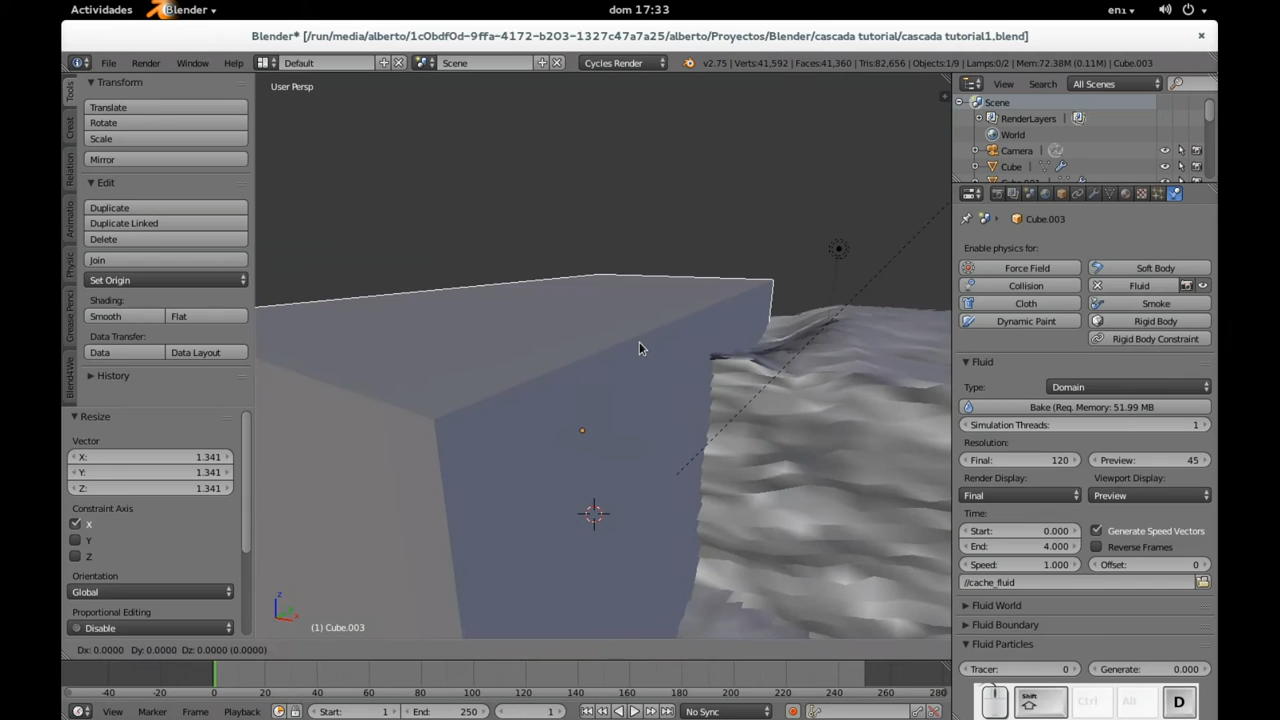 Actividades
Blender
dom 17:33
en1
Blender* [/run/media/alberto/1c0bdf0d-9ffa-4172-b203-1327c47a7a25/alberto/Proyectos/Blender/cascada tutorial/cascada tutorial1.blend]
File
Render
Window
Help
Default
Scene
Cycles Render
v2.75 | Verts:41,592 | Faces:41,360 | Tris:82,656 | Objects:1/9 | Lamps:0/2 | Mem:72.38M (0.11M) | Cube.003
Tools
Creat
Relation
Animatio
Physic
Grease Penci
Blend4We
Transform
Translate
Rotate
Scale
Mirror
Edit
Duplicate
Duplicate Linked
Delete
Join
Set Origin
Shading:
Smooth
Flat
Data Transfer:
Data
Data Layout
History
Resize
Vector
X: 1.341
Y: 1.341
Z: 1.341
Constraint Axis
X
Y
Z
Orientation
Global
Proportional Editing
Disable
User Persp
z
(1) Cube.003
View
Search
All Scenes
Scene
RenderLayers
World
Camera
Cube
Cube.003
Enable physics for:
Force Field
Soft Body
Collision
Fluid
Cloth
Smoke
Dynamic Paint
Rigid Body
Rigid Body Constraint
Fluid
Type:
Domain
Bake (Req. Memory: 51.99 MB
Simulation Threads: 1
Resolution:
Final: 120
Preview: 45
Render Display:
Viewport Display:
Final
Preview
Time:
Start: 0.000
Generate Speed Vectors
End: 4.000
Reverse Frames
Speed: 1.000
Offset: 0
//cache_fluid
Fluid World
Fluid Boundary
Fluid Particles
Tracer: 0
Generate: 0.000
Shift
Ctrl
Alt
D
Dx: 0.0000 Dy: 0.0000 Dz: 0.0000 (0.0000)
-40 -20 0 20 40 60 80 100 120 140 160 180 200 220 240 260 280
View
Marker
Frame
Playback
Start: 1
End: 250
1
No Sync